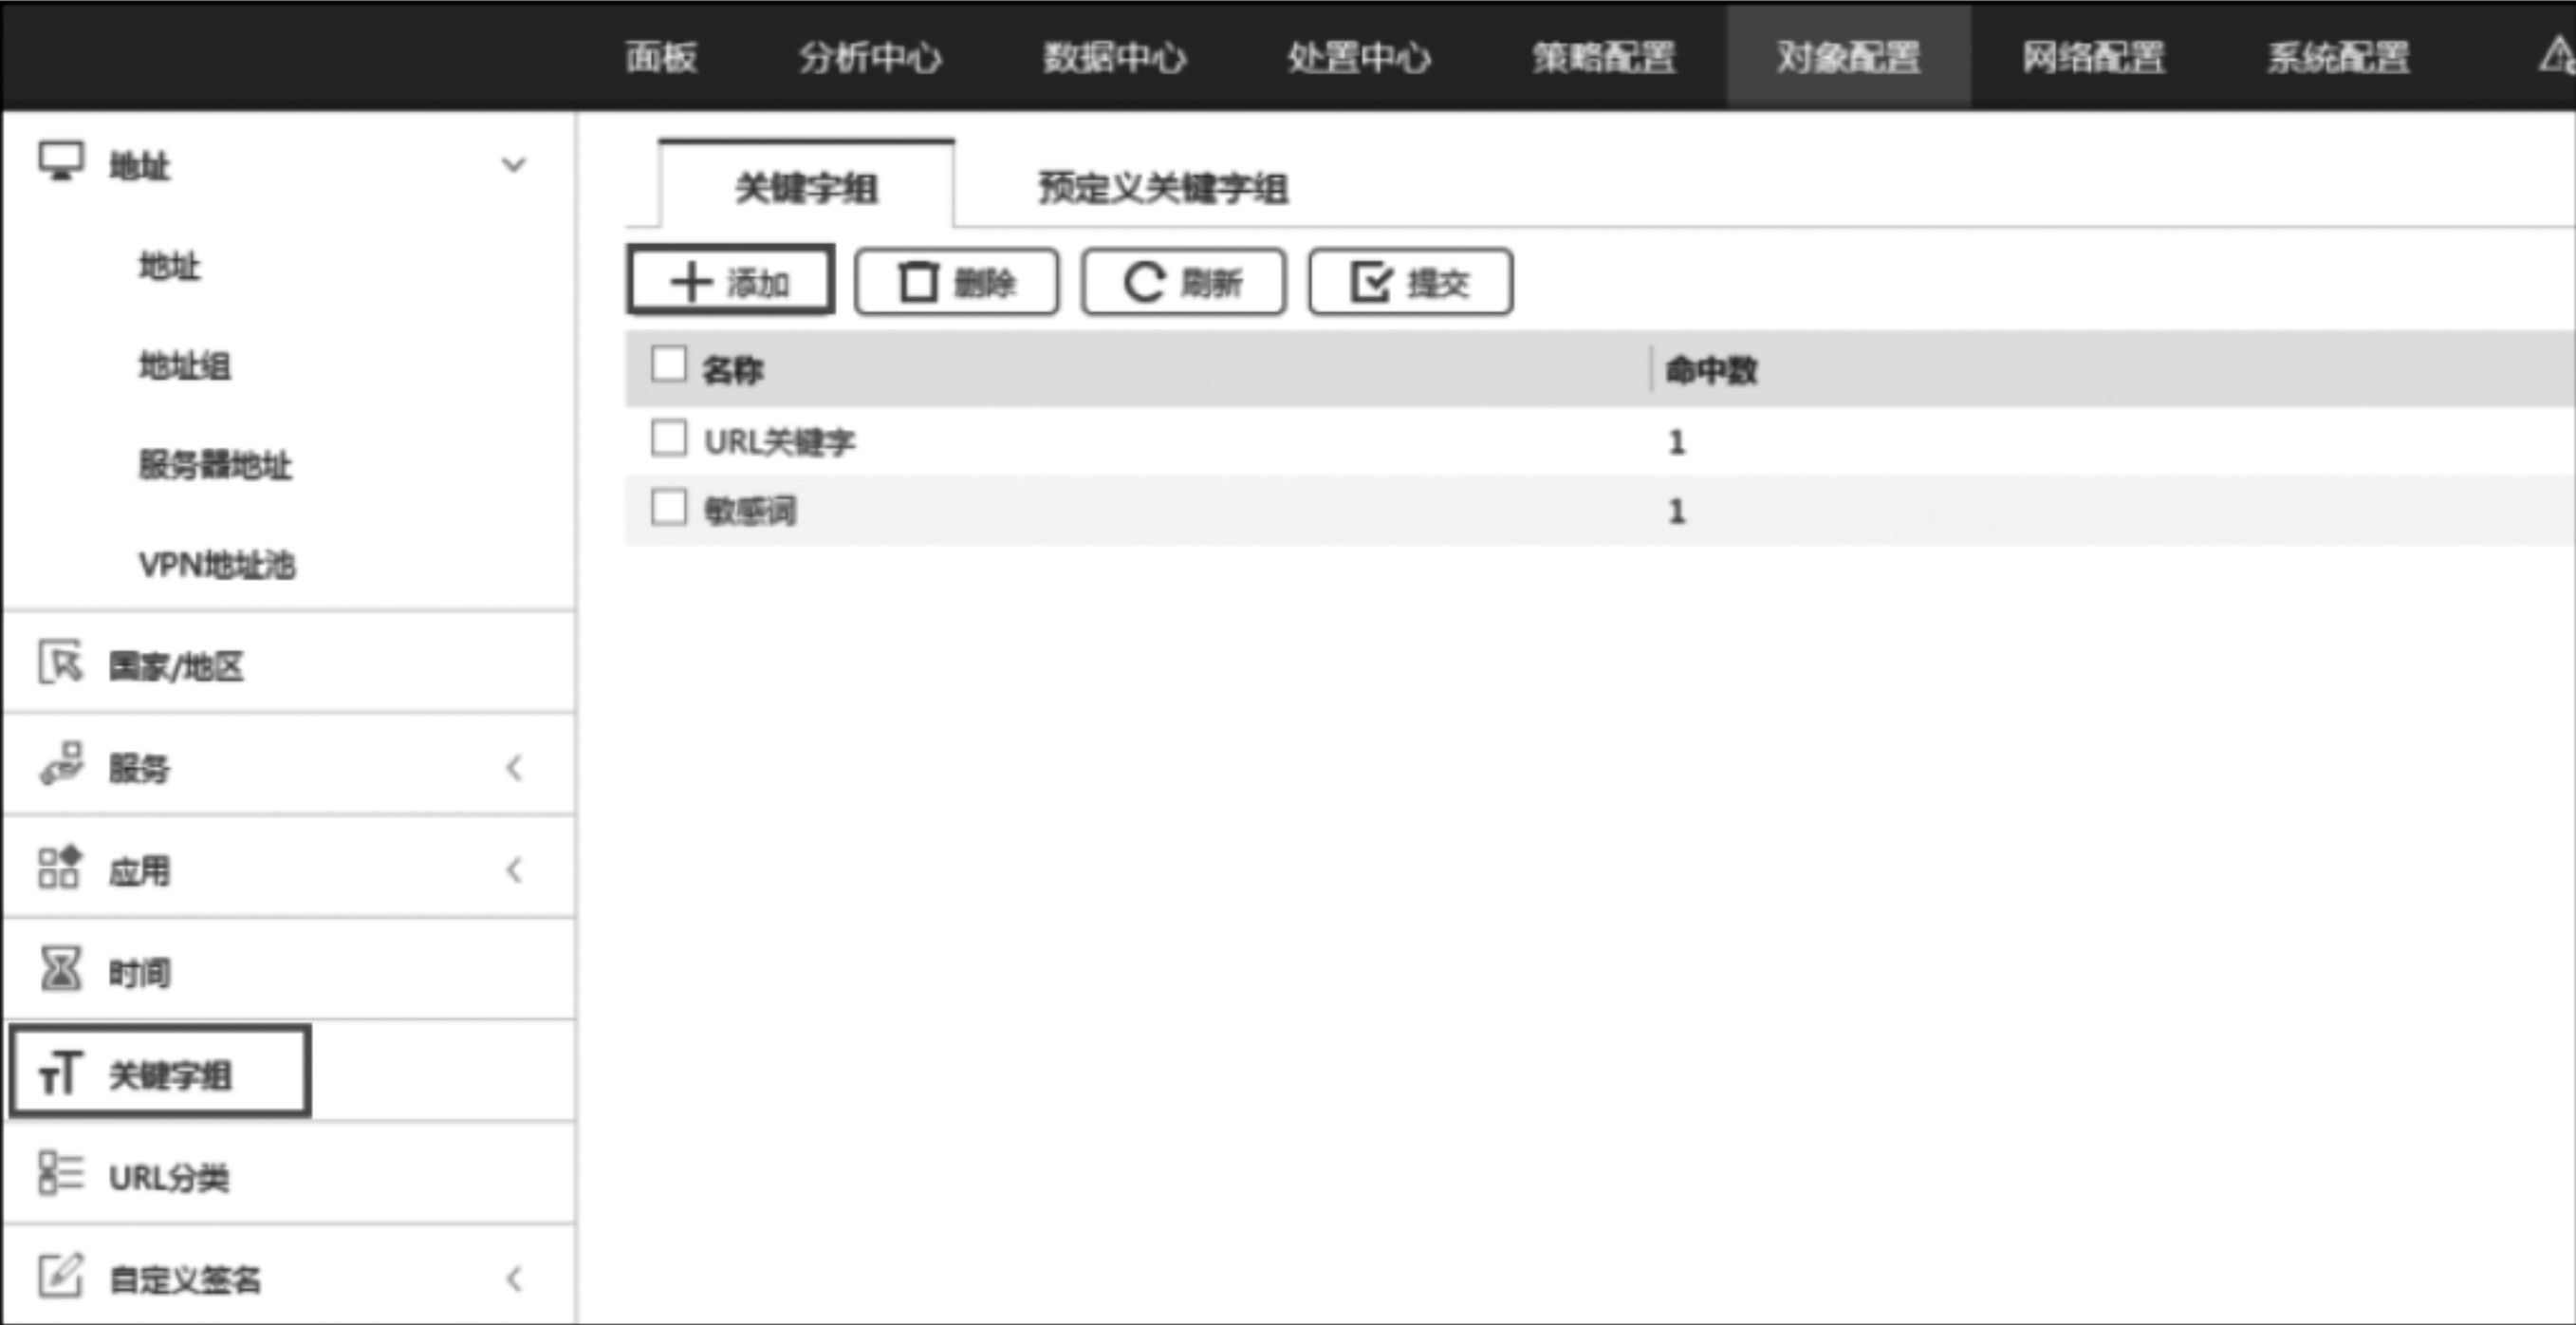 面板 分析中心 数据中心 处置中心 策略配置 对象配置 网络配置 系统配置
地址
地址
地址组
服务器地址
VPN地址池
国家/地区
服务
应用
时间
关键字组
URL分类
自定义签名
关键字组 预定义关键字组
添加 删除 刷新 提交
名称 命中数
URL关键字 1
敏感词 1